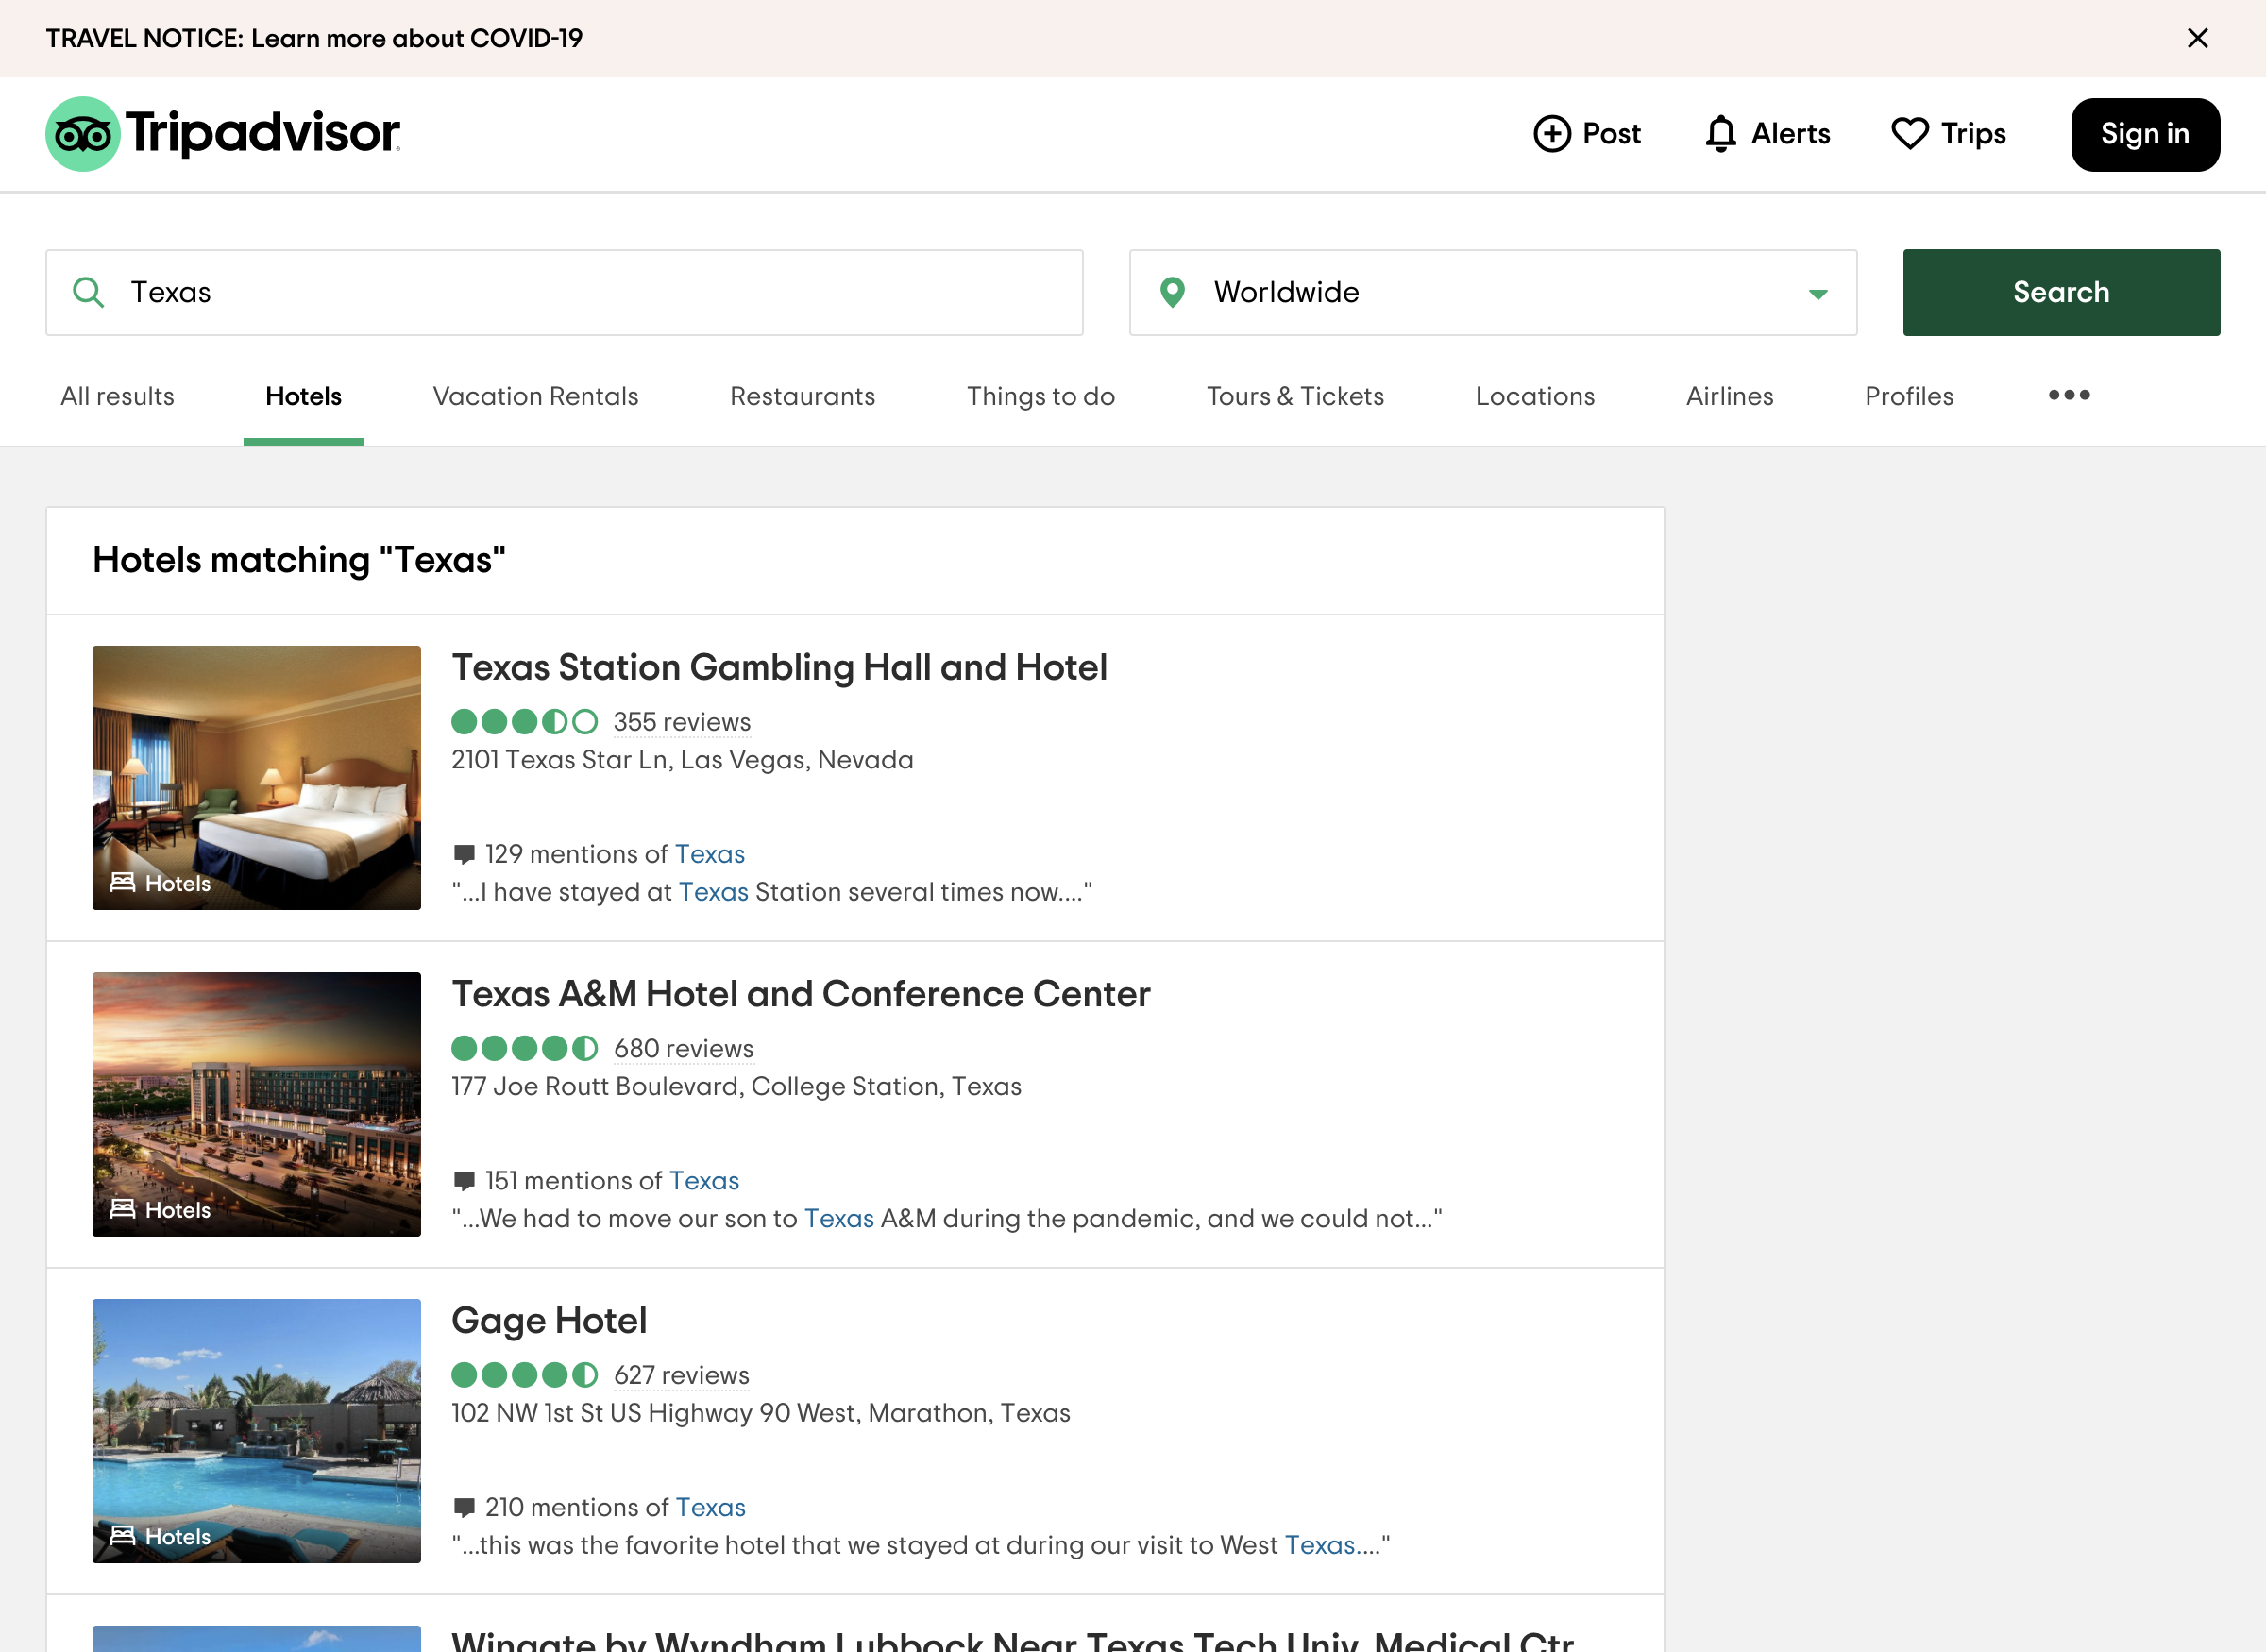 TRAVEL NOTICE: Learn more about COVID-19
Tripadvisor
Post
Alerts
Trips
Sign in
Texas
Worldwide
Search
All results
Hotels
Vacation Rentals
Restaurants
Things to do
Tours & Tickets
Locations
Airlines
Profiles
Hotels matching "Texas"
Texas Station Gambling Hall and Hotel
355 reviews
2101 Texas Star Ln, Las Vegas, Nevada
129 mentions of Texas
"...I have stayed at Texas Station several times now...."
Hotels
Texas A&M Hotel and Conference Center
680 reviews
177 Joe Routt Boulevard, College Station, Texas
151 mentions of Texas
"...We had to move our son to Texas A&M during the pandemic, and we could not..."
Hotels
Gage Hotel
627 reviews
102 NW 1st St US Highway 90 West, Marathon, Texas
210 mentions of Texas
"...this was the favorite hotel that we stayed at during our visit to West Texas...."
Hotels
Wingate by Wyndham Lubbock Near Texas Tech Univ. Medical Ctr